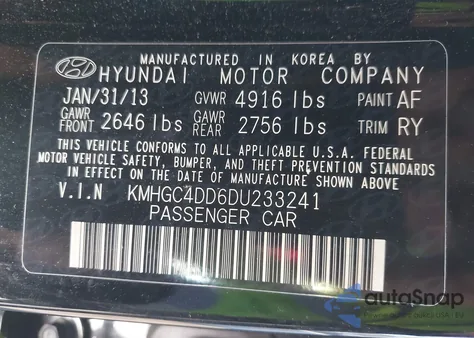 MANUFACTURED IN KOREA BY
HYUNDAI MOTOR COMPANY
JAN/31/13 GVWR 4916 lbs PAINT AF
GAWR FRONT 2646 lbs GAWR REAR 2756 lbs TRIM RY
THIS VEHICLE CONFORMS TO ALL APPLICABLE U.S.A. FEDERAL
MOTOR VEHICLE SAFETY, BUMPER, AND THEFT PREVENTION STANDARDS
IN EFFECT ON THE DATE OF MANUFACTURE SHOWN ABOVE.
V.I.N KMHGC4DD6DU233241
PASSENGER CAR
autoSnap